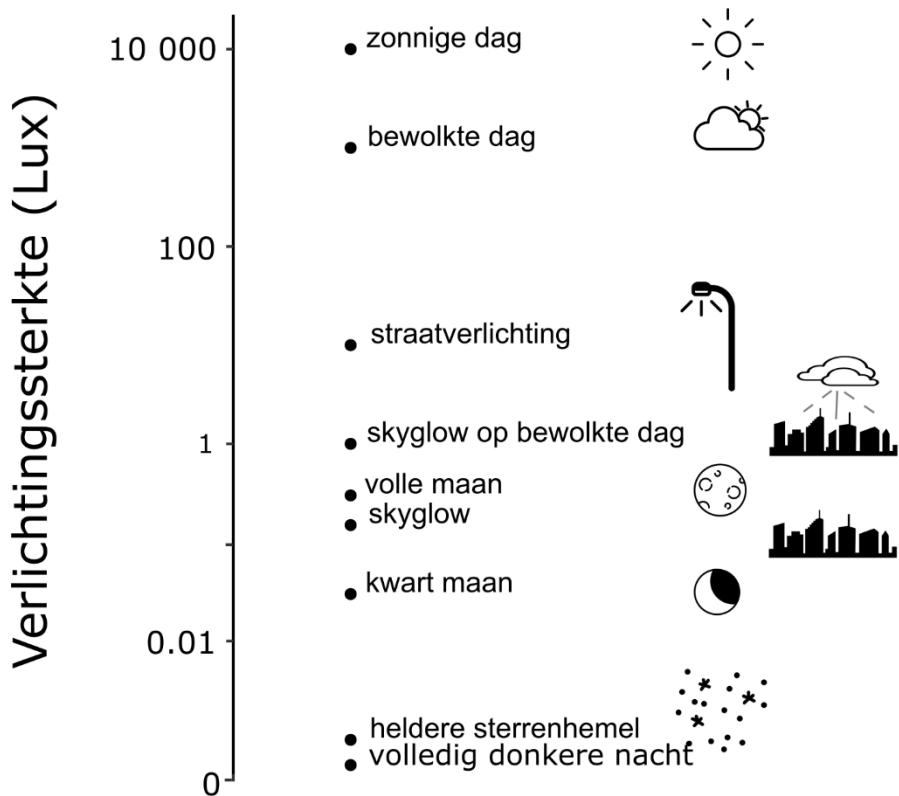 Verlichtingssterkte (Lux)
10 000
zonnige dag
bewolkte dag
100
straatverlichting
1
skyglow op bewolkte dag
volle maan
skyglow
kwart maan
0.01
heldere sterrenhemel
volledig donkere nacht
0